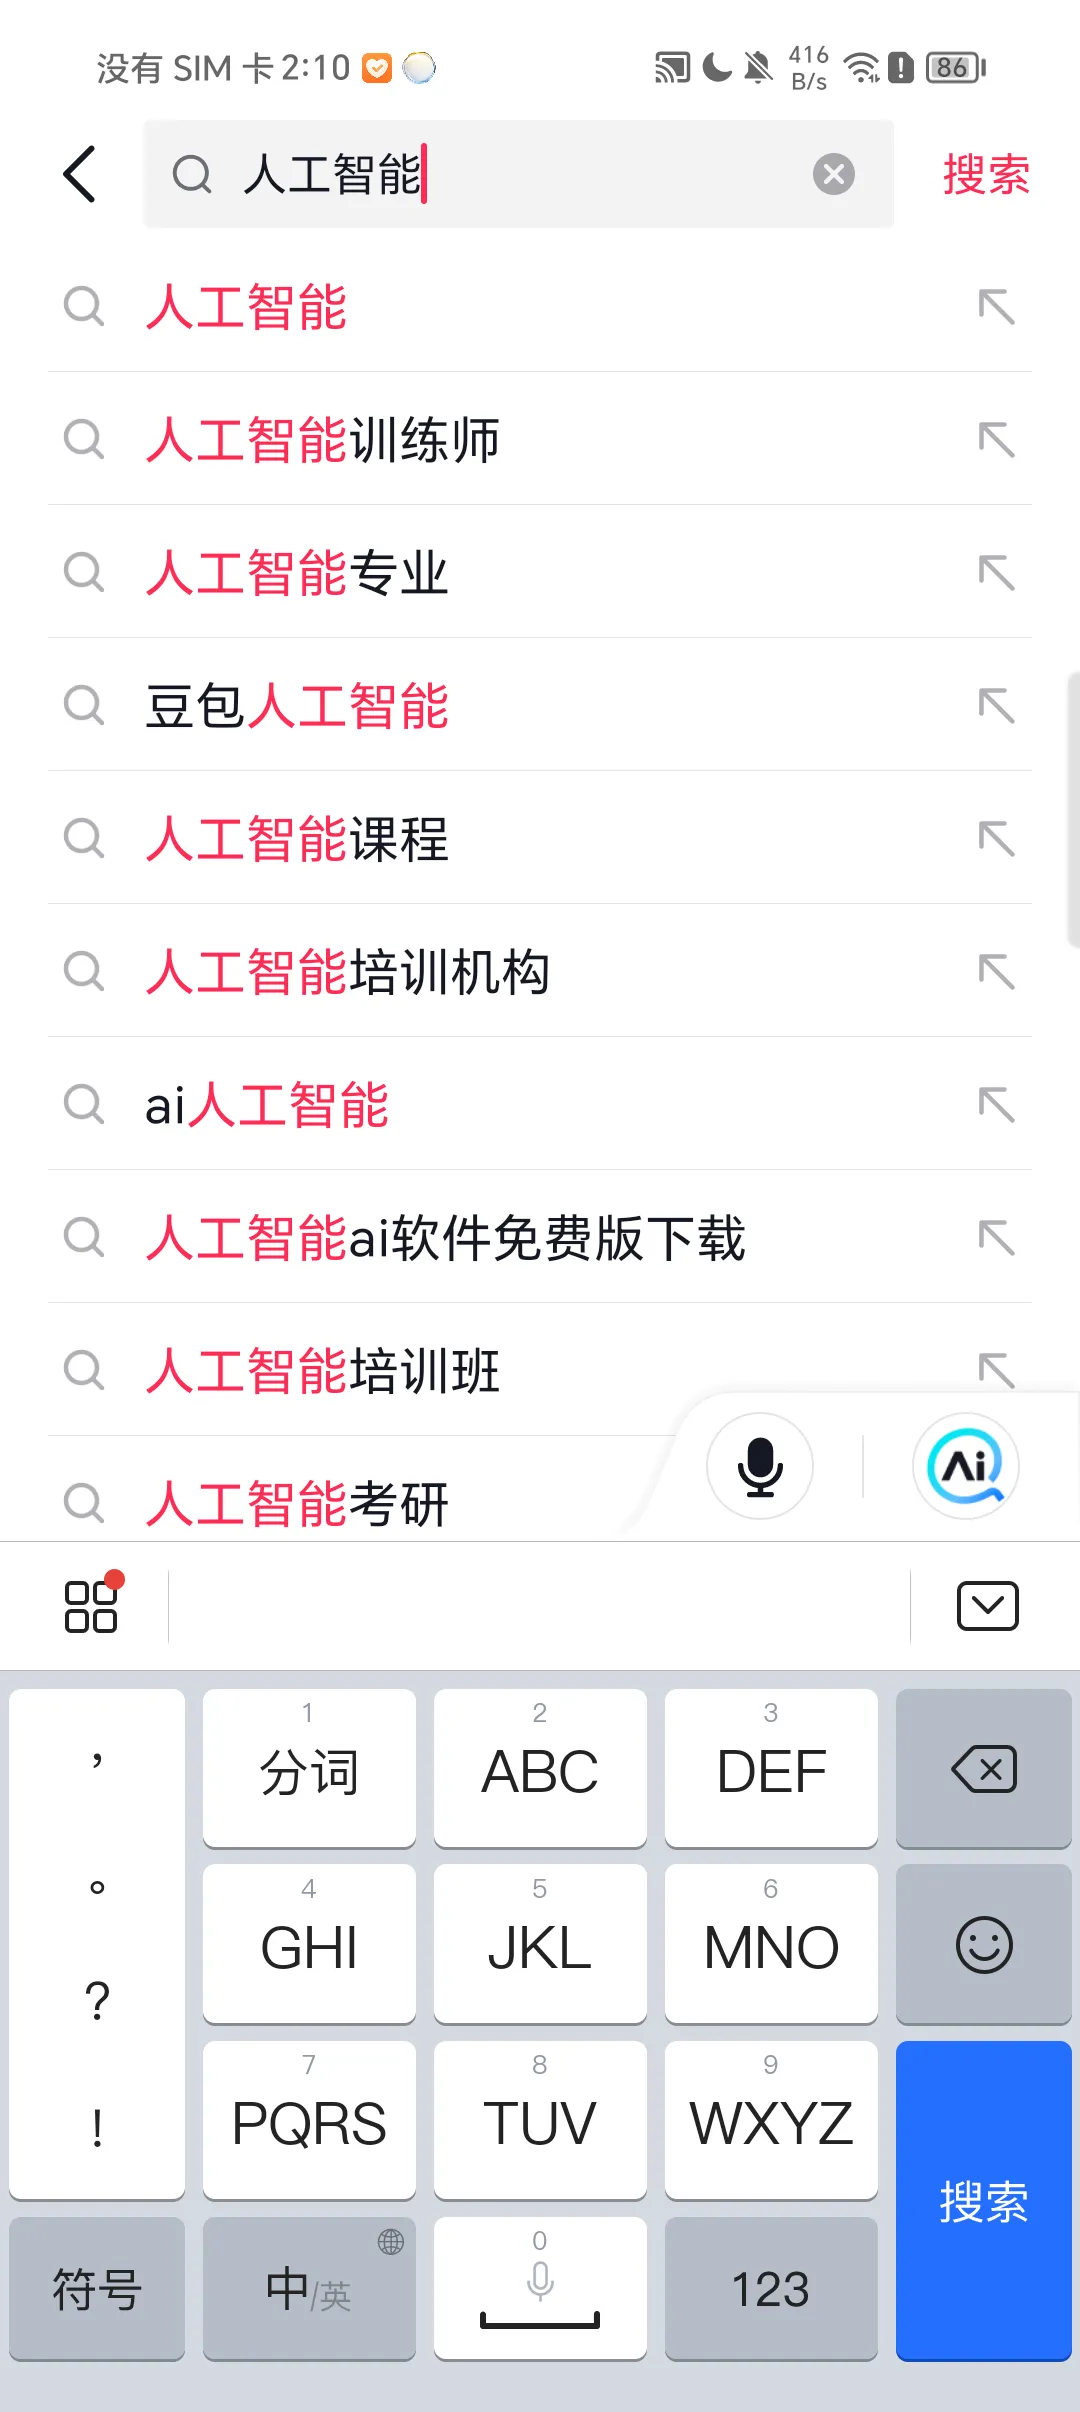 没有 SIM 卡 2:10 416 B/s 86
人工智能 搜索
人工智能
人工智能训练师
人工智能专业
豆包人工智能
人工智能课程
人工智能培训机构
ai人工智能
人工智能ai软件免费版下载
人工智能培训班
Ai
人工智能考研
， 1 分词 2 ABC 3 DEF
。 4 GHI 5 JKL 6 MNO
？
7 PQRS 8 TUV 9 WXYZ
！
搜索
符号 中/英 0 123